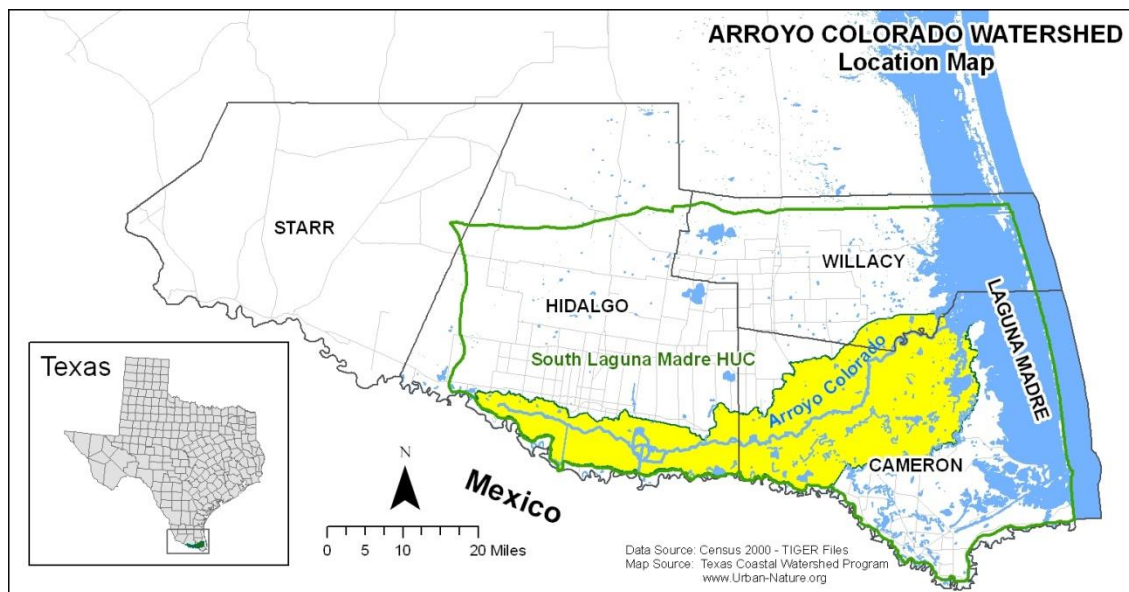 ARROYO COLORADO WATERSHED
Location Map
STARR
WILLACY
HIDALGO
LAGUNA MADRE
South Laguna Madre HUC
Arroyo Colorado
CAMERON
Texas
N
Mexico
0 5 10 20 Miles
Data Source: Census 2000 - TIGER Files
Map Source: Texas Coastal Watershed Program
www.Urban-Nature.org